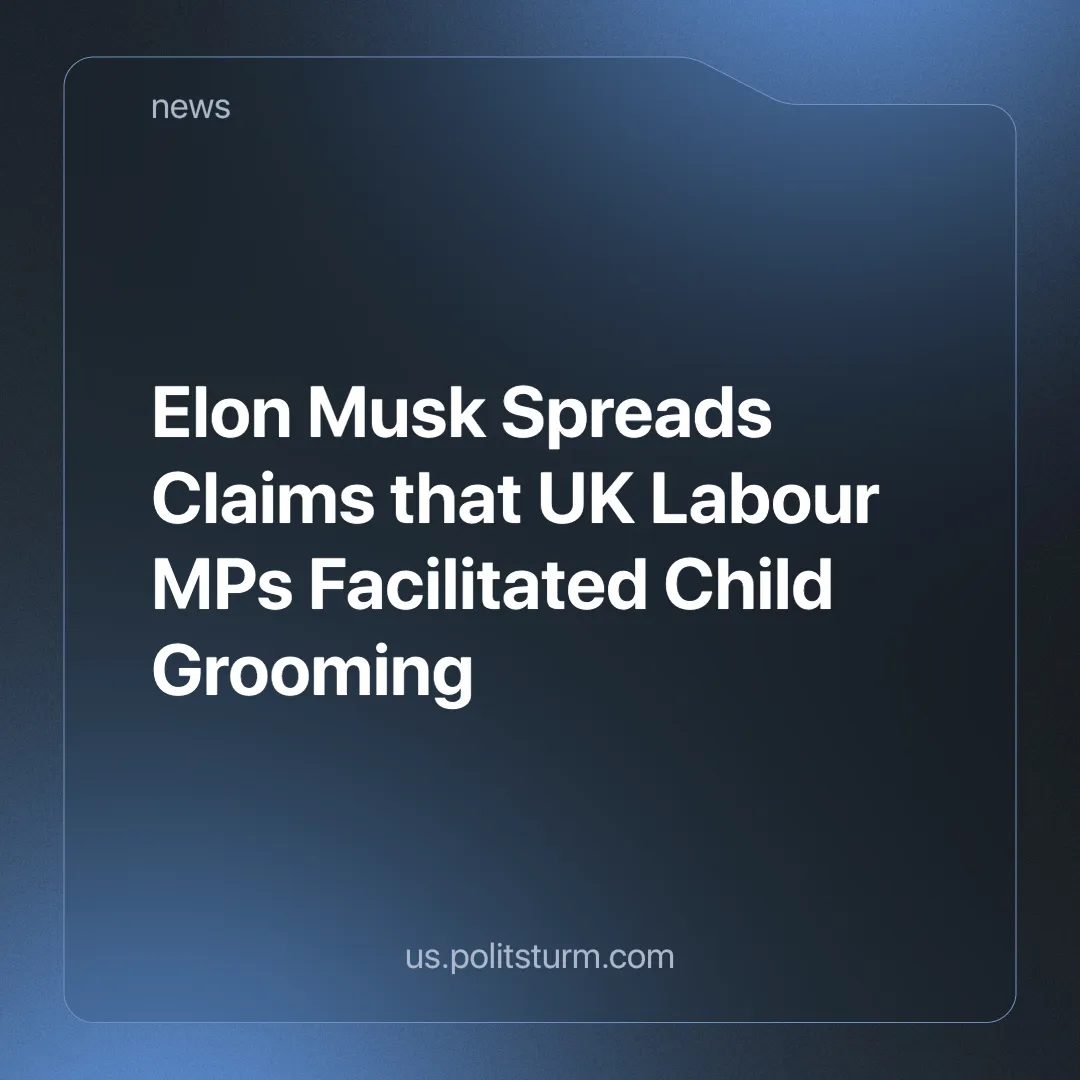 news
Elon Musk Spreads
Claims that UK Labour
MPs Facilitated Child
Grooming
us.politsturm.com